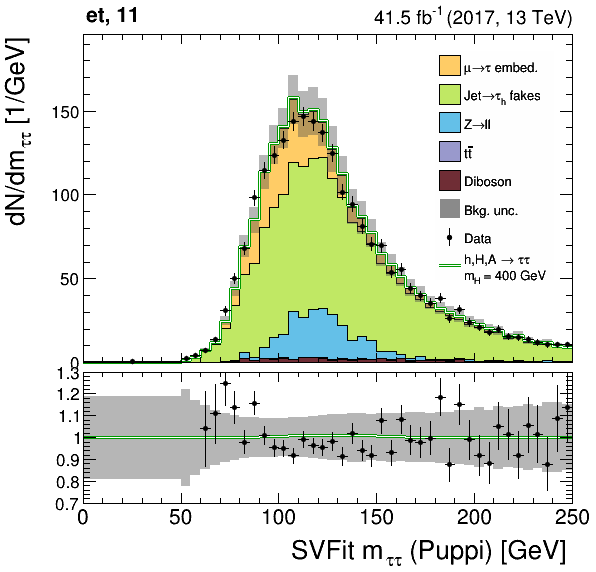 et, 11
41.5 fb⁻¹ (2017, 13 TeV)
dN/dm_ττ [1/GeV]
150
100
50
0
μ→τ embed.
Jet→τ_h fakes
Z→ll
tt̄
Diboson
Bkg. unc.
Data
h,H,A → ττ
m_H = 400 GeV
1.3
1.2
1.1
1
0.9
0.8
0.7
0 50 100 150 200 250
SVFit m_ττ (Puppi) [GeV]